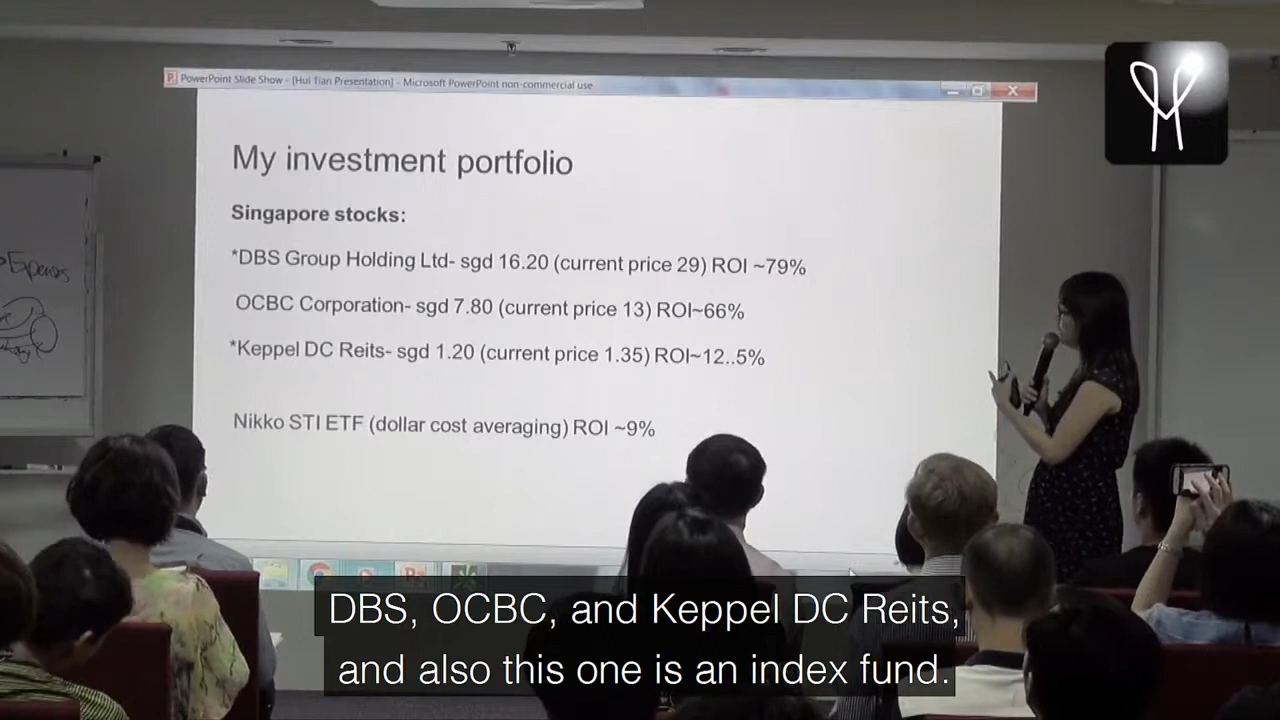 PowerPoint Slide Show - [Hui Tian Presentation] - Microsoft PowerPoint non-commercial use
My investment portfolio
Singapore stocks:
*DBS Group Holding Ltd- sgd 16.20 (current price 29) ROI ~79%
OCBC Corporation- sgd 7.80 (current price 13) ROI~66%
*Keppel DC Reits- sgd 1.20 (current price 1.35) ROI~12..5%
Nikko STI ETF (dollar cost averaging) ROI ~9%
Expenses
DBS, OCBC, and Keppel DC Reits,
and also this one is an index fund.